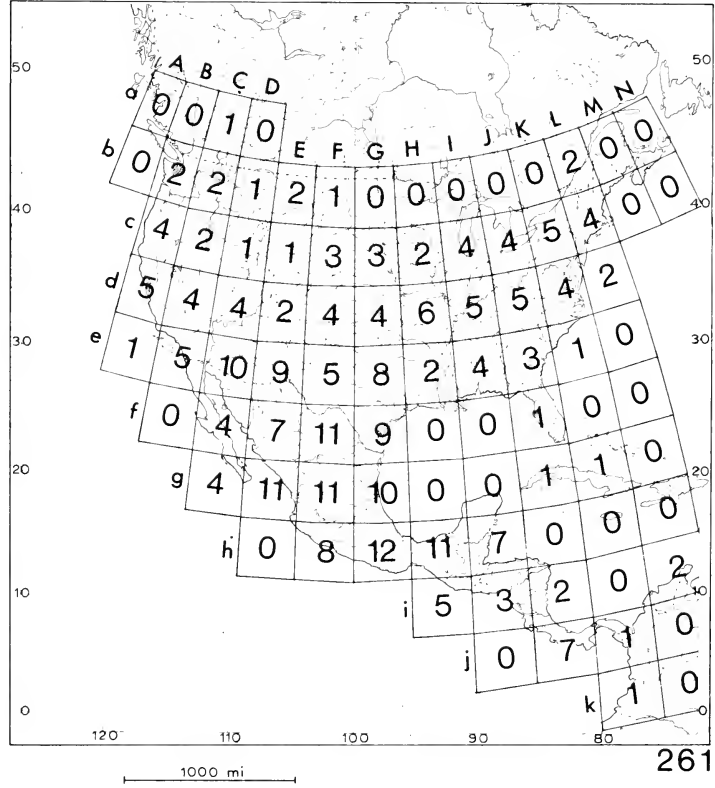 50 50
A B C D
a 0 0 1 0
E F G H I J K L M N
b 0 2 2 1 2 1 0 0 0 0 0 2 0 0
40 40
c 4 2 1 1 3 3 2 4 4 5 4 0 0
d 5 4 4 2 4 4 6 5 5 4 2
30 30
e 1 5 10 9 5 8 2 4 3 1 0
f 0 4 7 11 9 0 0 1 0 0
20 20
g 4 11 11 10 0 0 0 1 1 0
h 0 8 12 11 7 0 0 0
10 10
i 5 3 2 0 2
j 0 7 1 0
k 1 0
0 0
120 110 100 90 80
261
1000 mi